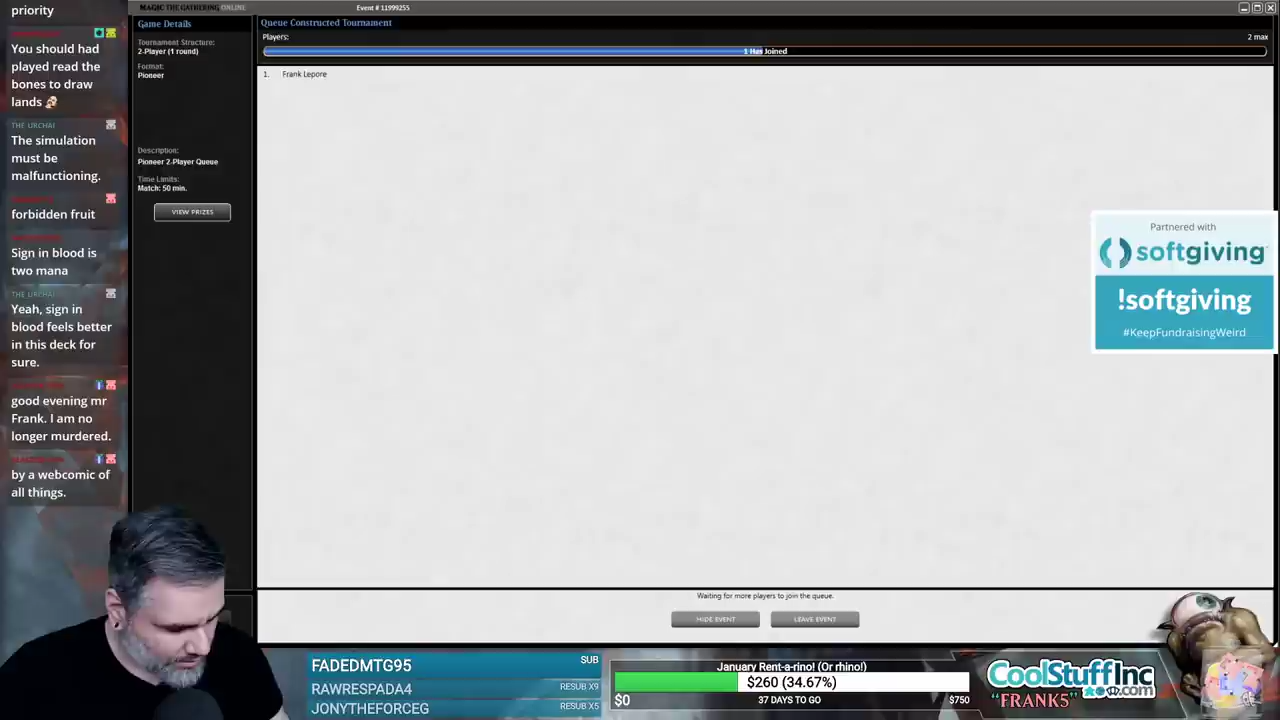 priority
You should had
played read the
bones to draw
lands
THE URCHAI
The simulation
must be
malfunctioning.
forbidden fruit
Sign in blood is
two mana
THE URCHAI
Yeah, sign in
blood feels better
in this deck for
sure.
good evening mr
Frank. I am no
longer murdered.
by a webcomic of
all things.
MAGIC THE GATHERING ONLINE
Event # 11999255
Game Details
Tournament Structure:
2-Player (1 round)
Format:
Pioneer
Description:
Pioneer 2-Player Queue
Time Limits:
Match: 50 min.
VIEW PRIZES
Queue Constructed Tournament
Players:
2 max
1 Has Joined
1. Frank Lepore
Partnered with
softgiving
!softgiving
#KeepFundraisingWeird
Waiting for more players to join the queue.
HIDE EVENT
LEAVE EVENT
FADEDMTG95
SUB
RAWRESPADA4
RESUB X9
JONYTHEFORCEG
RESUB X5
January Rent-a-rino! (Or rhino!)
$260 (34.67%)
$0
37 DAYS TO GO
$750
CoolStuffInc
.com
"FRANK5"